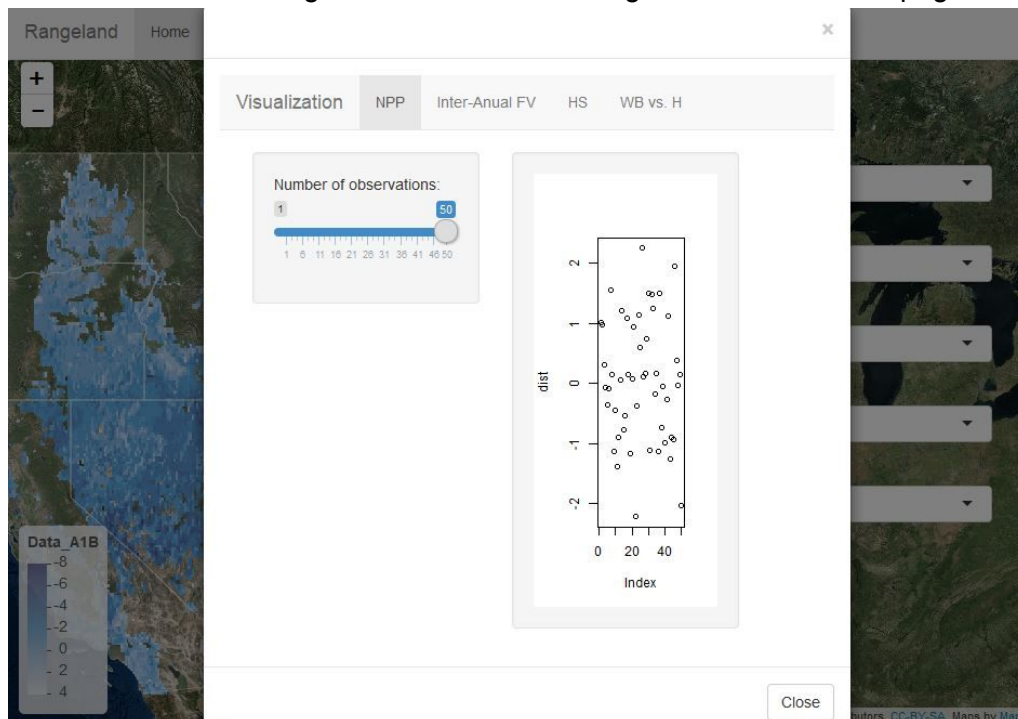 Rangeland Home
×
+
−
Visualization NPP Inter-Anual FV HS WB vs. H
Number of observations:
1 50
1 6 11 16 21 26 31 36 41 46 50
2
1
0
-1
-2
dist
0 20 40
Index
Data_A1B
-8
-6
-4
-2
0
2
4
Close
CC-BY-SA, Maps by